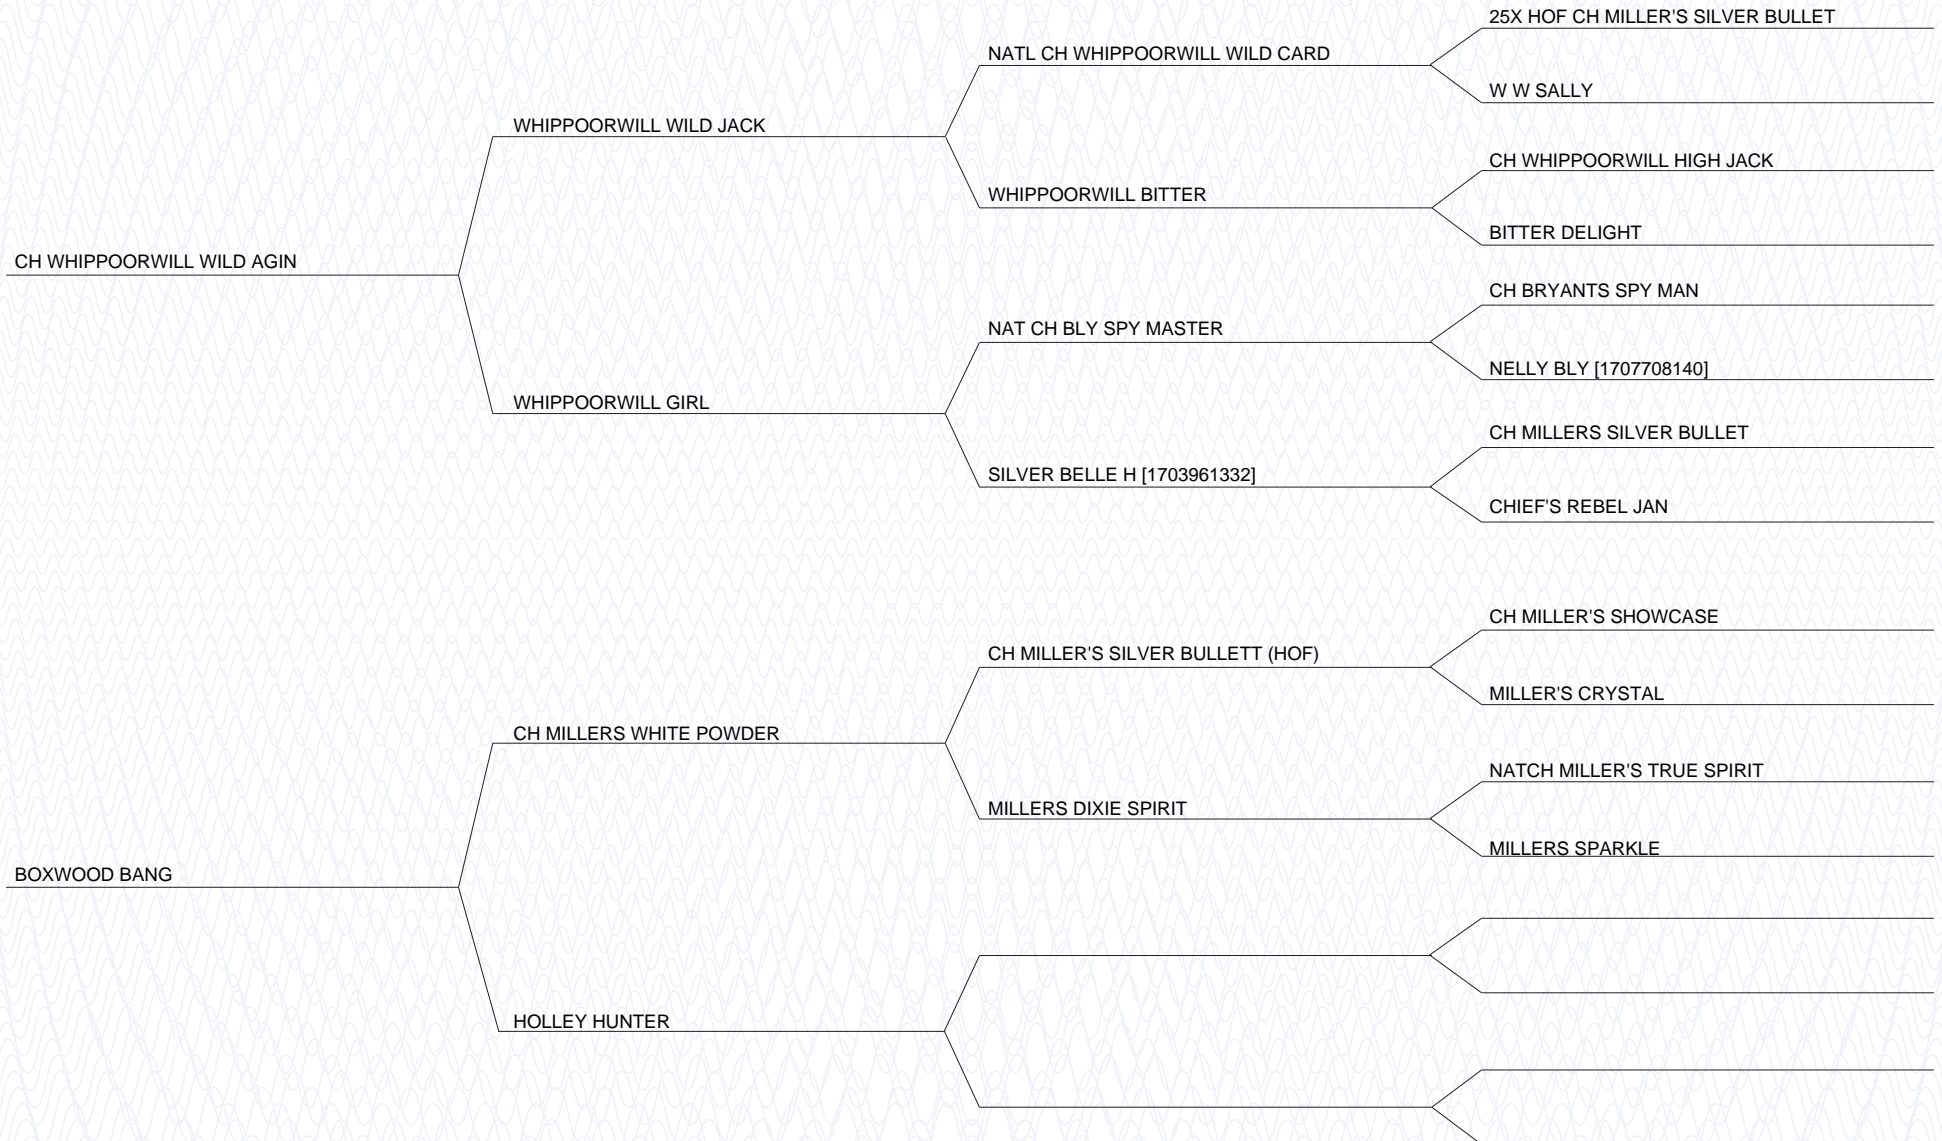 25X HOF CH MILLER'S SILVER BULLET
NATL CH WHIPPOORWILL WILD CARD
W W SALLY
WHIPPOORWILL WILD JACK
CH WHIPPOORWILL HIGH JACK
WHIPPOORWILL BITTER
BITTER DELIGHT
CH WHIPPOORWILL WILD AGIN
CH BRYANTS SPY MAN
NAT CH BLY SPY MASTER
NELLY BLY [1707708140]
WHIPPOORWILL GIRL
CH MILLERS SILVER BULLET
SILVER BELLE H [1703961332]
CHIEF'S REBEL JAN
CH MILLER'S SHOWCASE
CH MILLER'S SILVER BULLETT (HOF)
MILLER'S CRYSTAL
CH MILLERS WHITE POWDER
NATCH MILLER'S TRUE SPIRIT
MILLERS DIXIE SPIRIT
MILLERS SPARKLE
BOXWOOD BANG
HOLLEY HUNTER